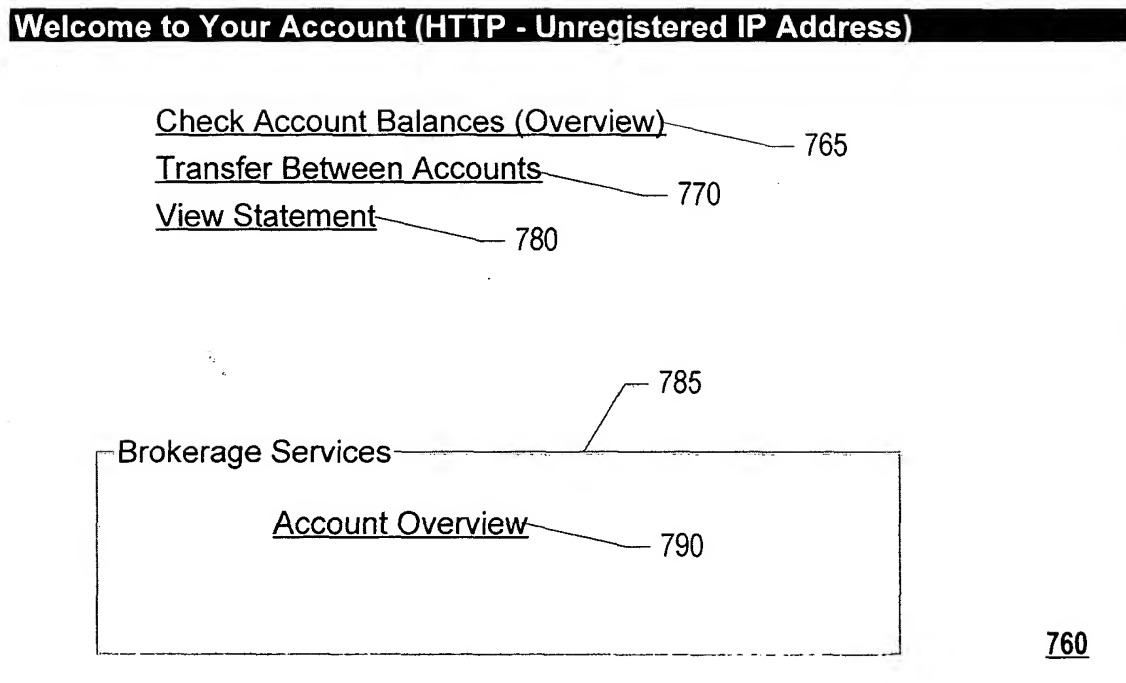 Welcome to Your Account (HTTP - Unregistered IP Address)
Check Account Balances (Overview)
765
Transfer Between Accounts
770
View Statement
780
785
Brokerage Services
Account Overview
790
760